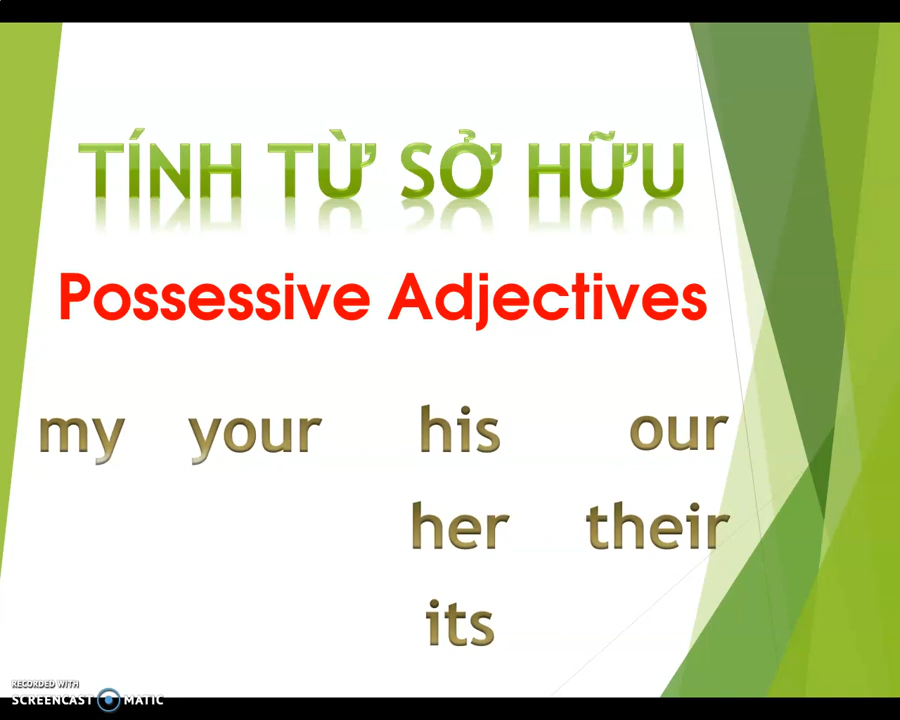 TÍNH TỪ SỞ HỮU
Possessive Adjectives
my your his our
her their
its
RECORDED WITH
SCREENCAST MATIC